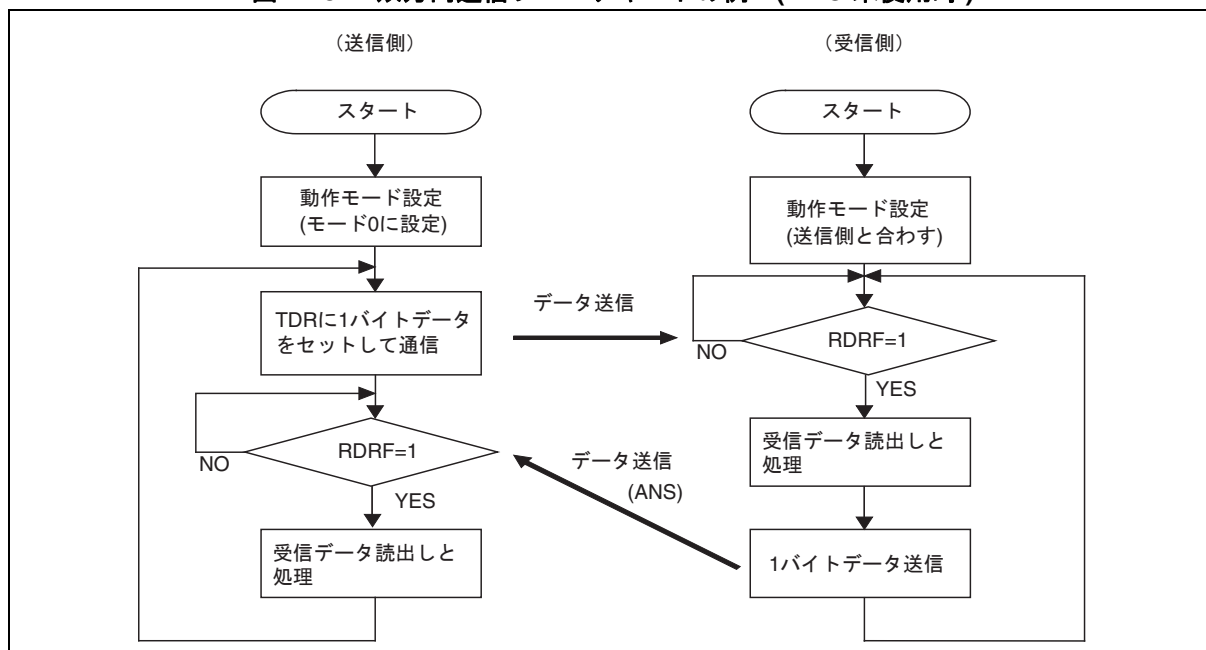 (送信側)
スタート
動作モード設定
(モード0に設定)
TDRに1バイトデータ
をセットして通信
RDRF=1
NO
YES
受信データ読出しと
処理
データ送信
データ送信
(ANS)
(受信側)
スタート
動作モード設定
(送信側と合わす)
RDRF=1
NO
YES
受信データ読出しと
処理
1バイトデータ送信